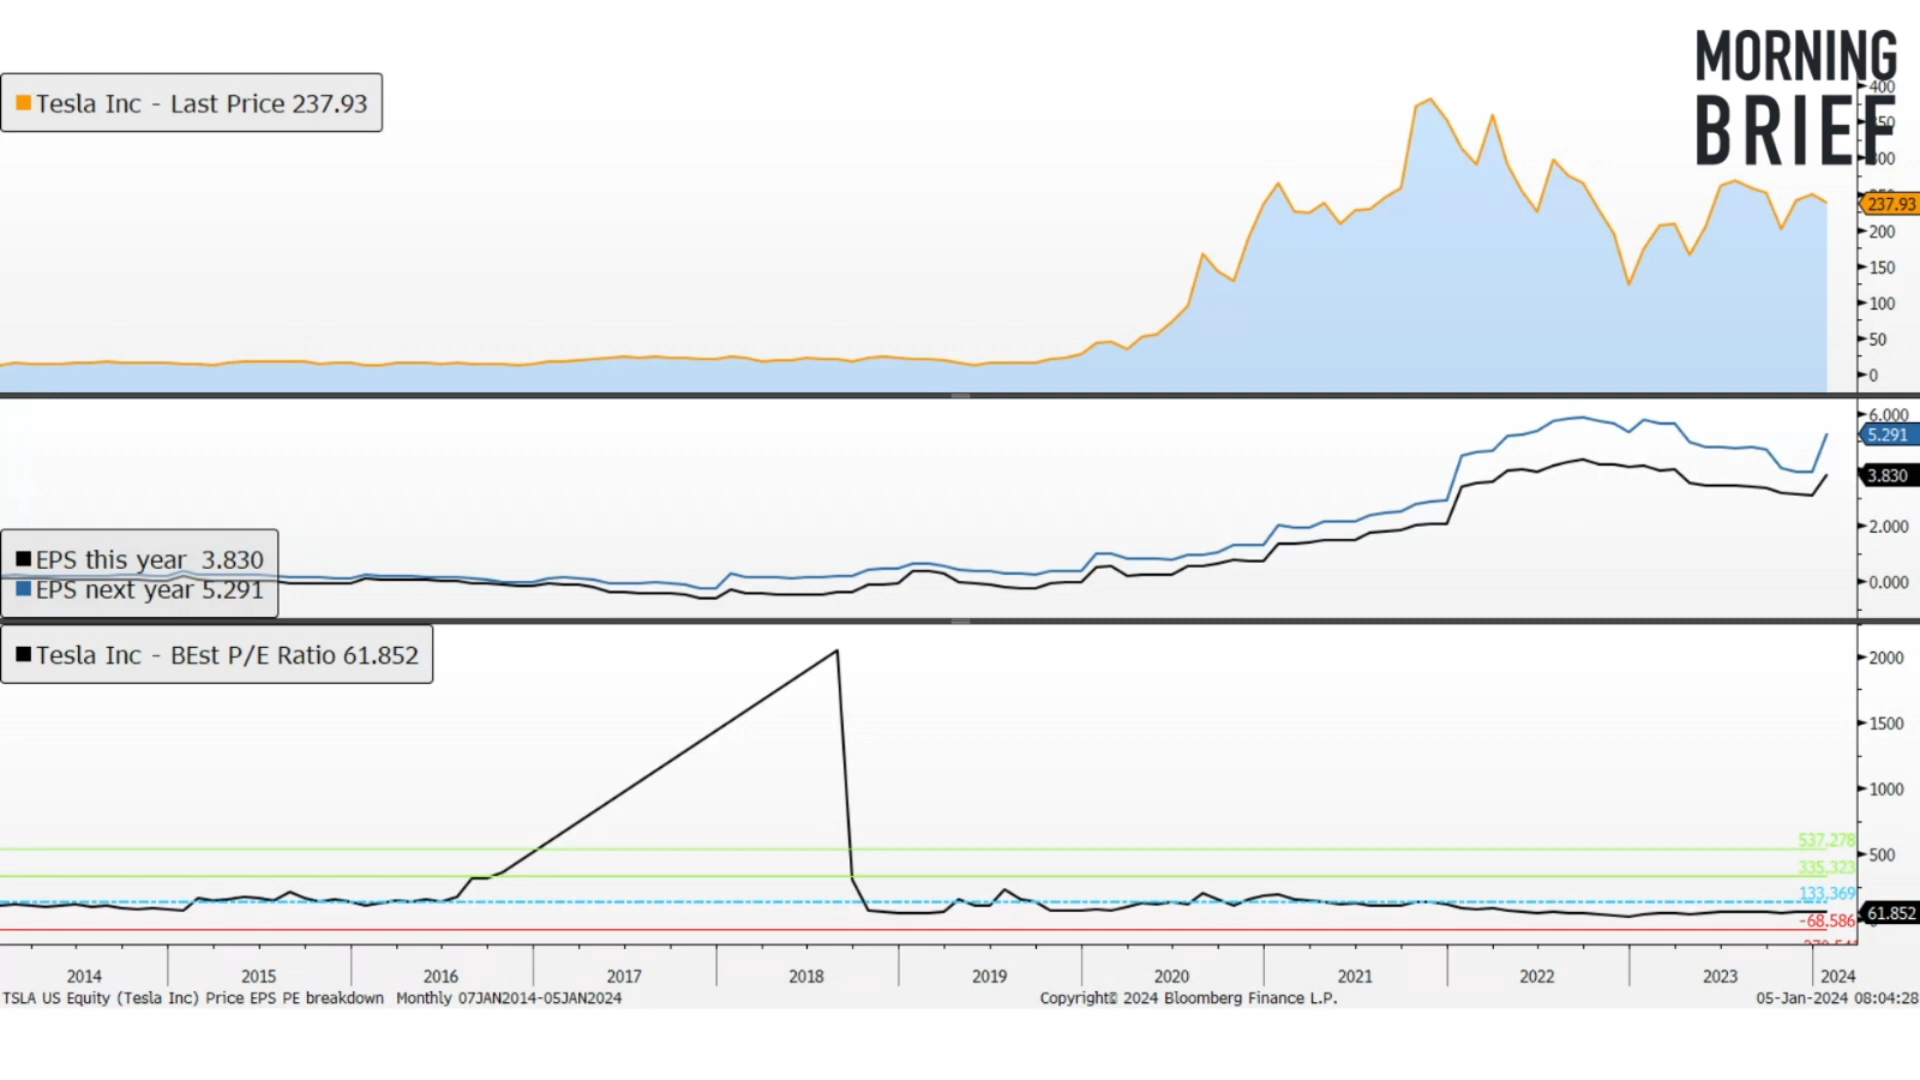 MORNING
BRIEF
Tesla Inc - Last Price 237.93
400
350
300
250
237.93
200
150
100
50
0
6.000
5.291
3.830
2.000
0.000
EPS this year 3.830
EPS next year 5.291
Tesla Inc - BEst P/E Ratio 61.852
2000
1500
1000
537.278
500
335.323
133.369
61.852
-68.586
2014 2015 2016 2017 2018 2019 2020 2021 2022 2023 2024
TSLA US Equity (Tesla Inc) Price EPS PE breakdown Monthly 07JAN2014-05JAN2024
Copyright© 2024 Bloomberg Finance L.P.
05-Jan-2024 08:04:28